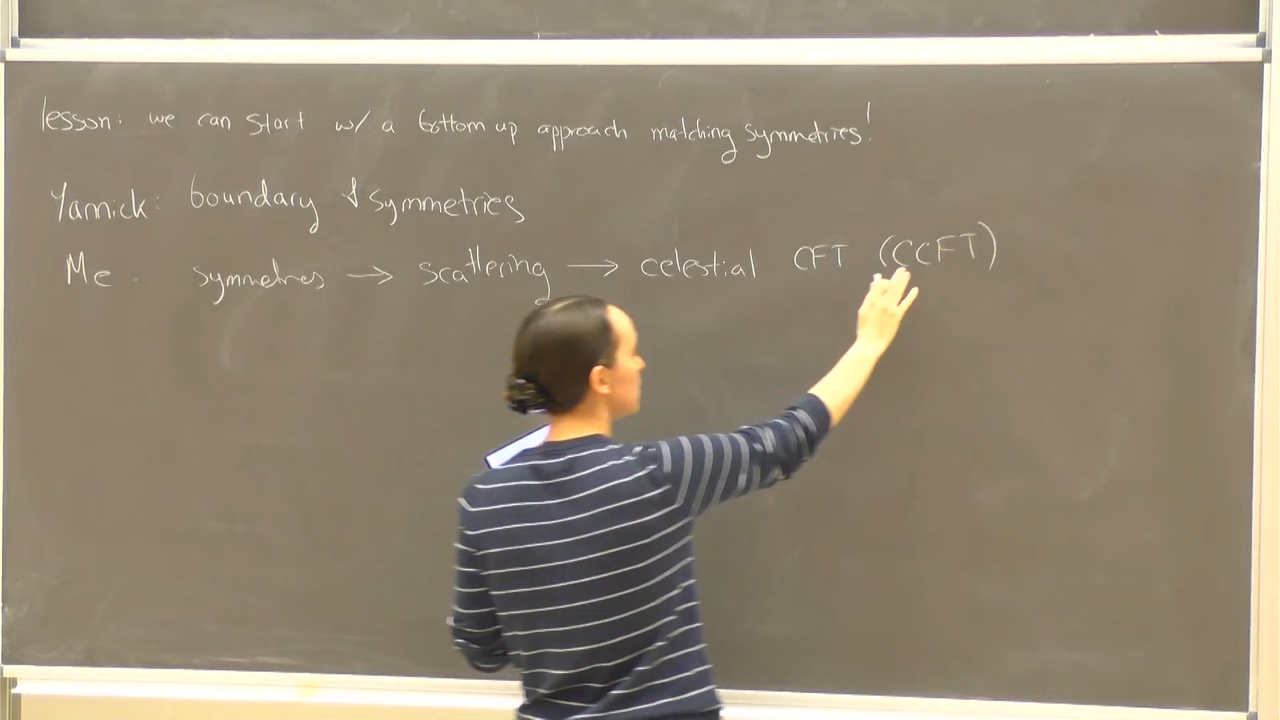 lesson: we can start w/ a bottom up approach matching symmetries!
Yannick: boundary & symmetries
Me: symmetries → scattering → celestial CFT (CCFT)